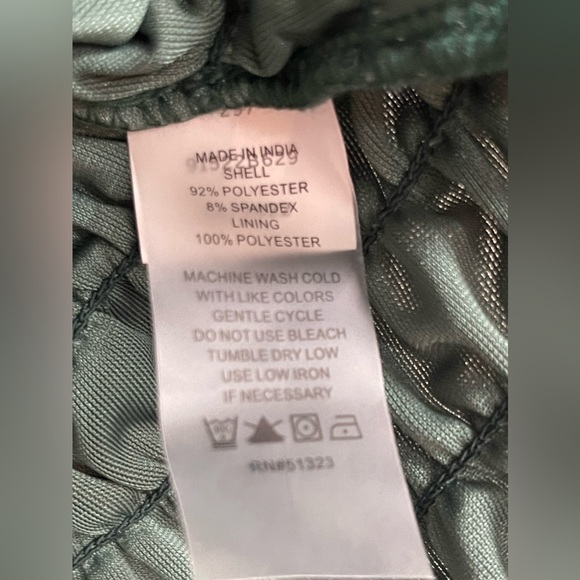 MADE IN INDIA
91522B629
SHELL
92% POLYESTER
8% SPANDEX
LINING
100% POLYESTER
MACHINE WASH COLD
WITH LIKE COLORS
GENTLE CYCLE
DO NOT USE BLEACH
TUMBLE DRY LOW
USE LOW IRON
IF NECESSARY
RN#51323